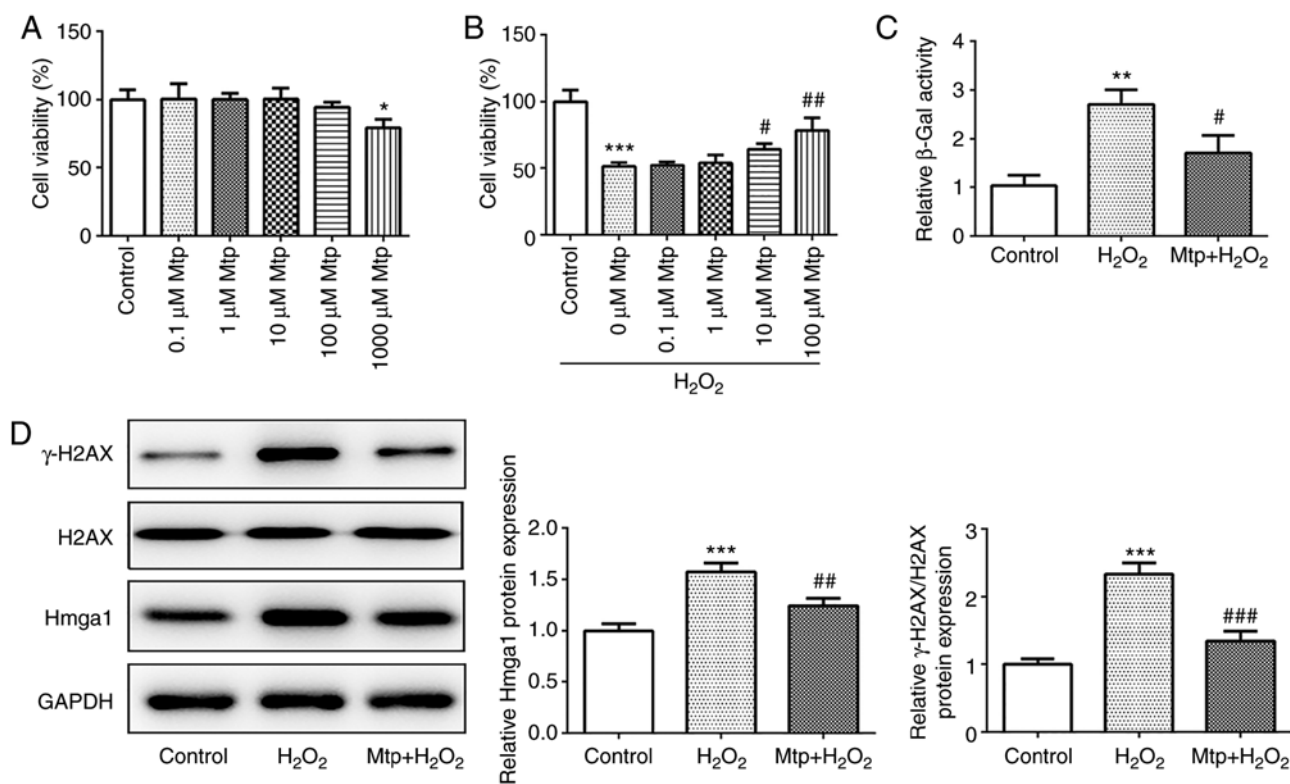 A
Cell viability (%)
150
100
50
0
*
Control
0.1 µM Mtp
1 µM Mtp
10 µM Mtp
100 µM Mtp
1000 µM Mtp
B
Cell viability (%)
150
100
50
0
***
#
##
Control
0 µM Mtp
0.1 µM Mtp
1 µM Mtp
10 µM Mtp
100 µM Mtp
H₂O₂
C
Relative β-Gal activity
4
3
2
1
0
**
#
Control H₂O₂ Mtp+H₂O₂
D
γ-H2AX
H2AX
Hmga1
GAPDH
Control H₂O₂ Mtp+H₂O₂
Relative Hmga1 protein expression
2.0
1.5
1.0
0.5
0.0
***
##
Control H₂O₂ Mtp+H₂O₂
Relative γ-H2AX/H2AX
protein expression
3
2
1
0
***
###
Control H₂O₂ Mtp+H₂O₂